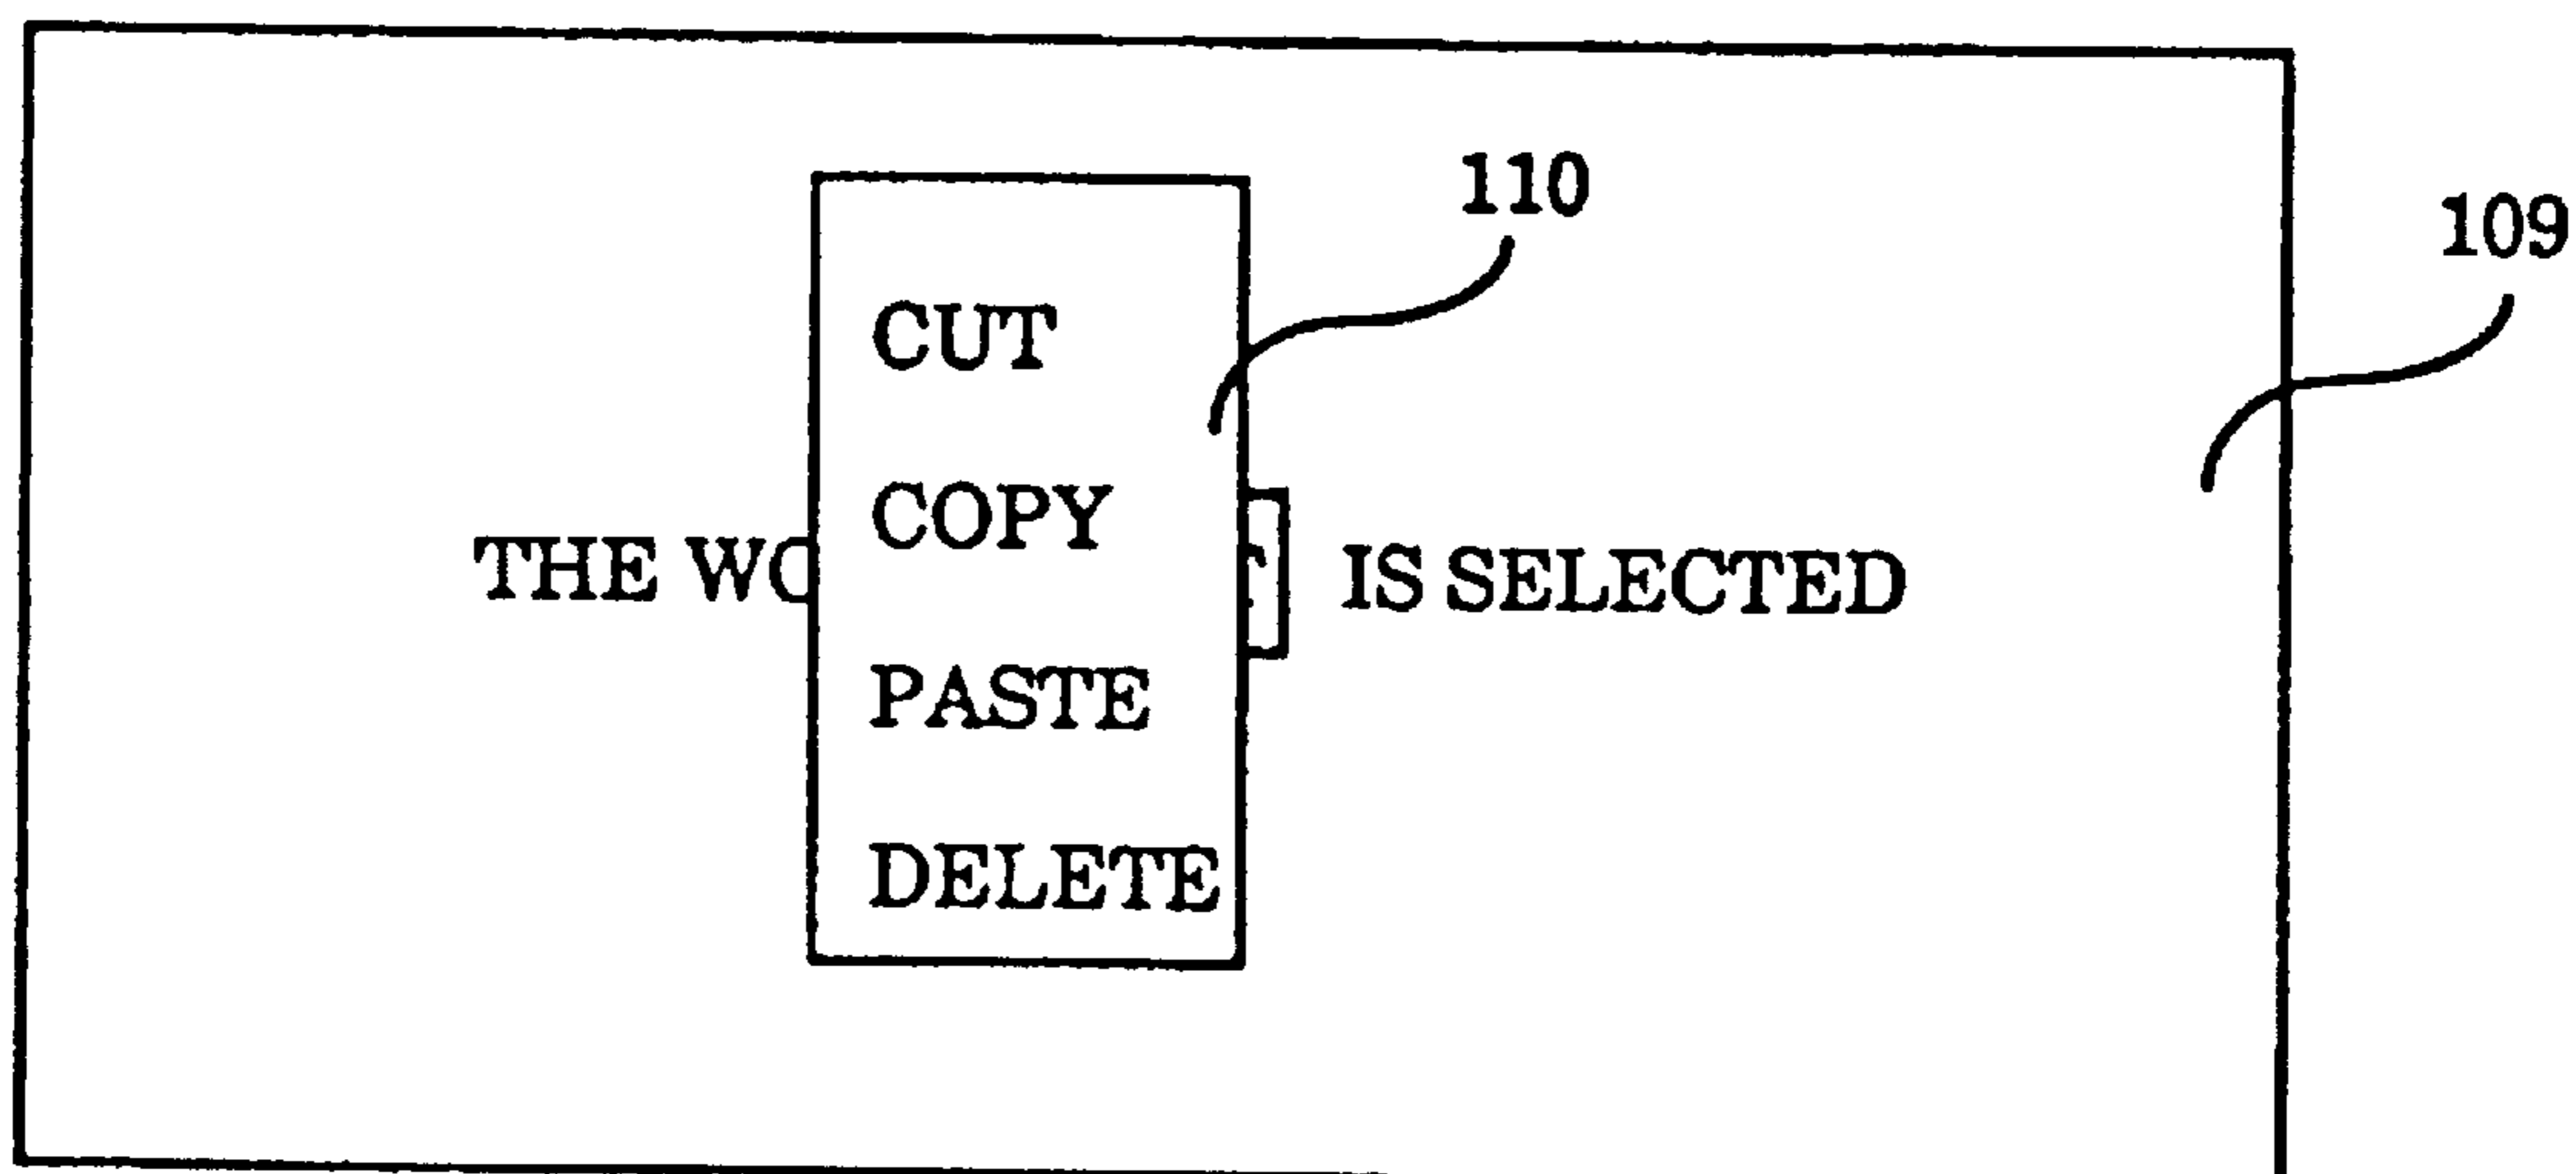 110
109
CUT
COPY
THE WO IS SELECTED
PASTE
DELETE